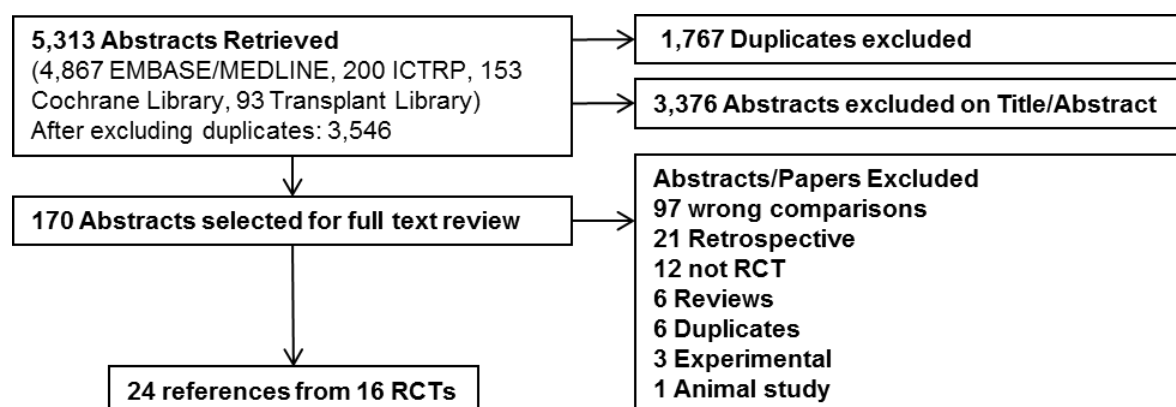 5,313 Abstracts Retrieved
(4,867 EMBASE/MEDLINE, 200 ICTRP, 153
Cochrane Library, 93 Transplant Library)
After excluding duplicates: 3,546
1,767 Duplicates excluded
3,376 Abstracts excluded on Title/Abstract
170 Abstracts selected for full text review
Abstracts/Papers Excluded
97 wrong comparisons
21 Retrospective
12 not RCT
6 Reviews
6 Duplicates
3 Experimental
1 Animal study
24 references from 16 RCTs